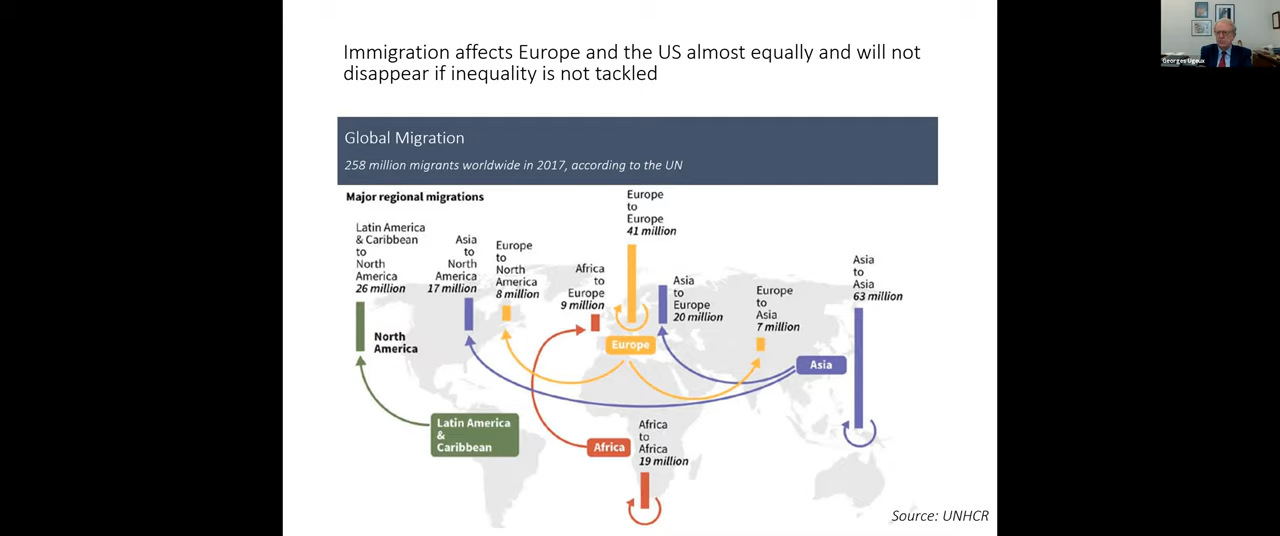 Immigration affects Europe and the US almost equally and will not
disappear if inequality is not tackled
Georges Ugeux
Global Migration
258 million migrants worldwide in 2017, according to the UN
Major regional migrations
Latin America
& Caribbean
to
North
America
26 million
Asia
to
North
America
17 million
Europe
to
North
America
8 million
Africa
to
Europe
9 million
Europe
to
Europe
41 million
Asia
to
Europe
20 million
Europe
to
Asia
7 million
Asia
to
Asia
63 million
North
America
Europe
Asia
Latin America
&
Caribbean
Africa
Africa
to
Africa
19 million
Source: UNHCR